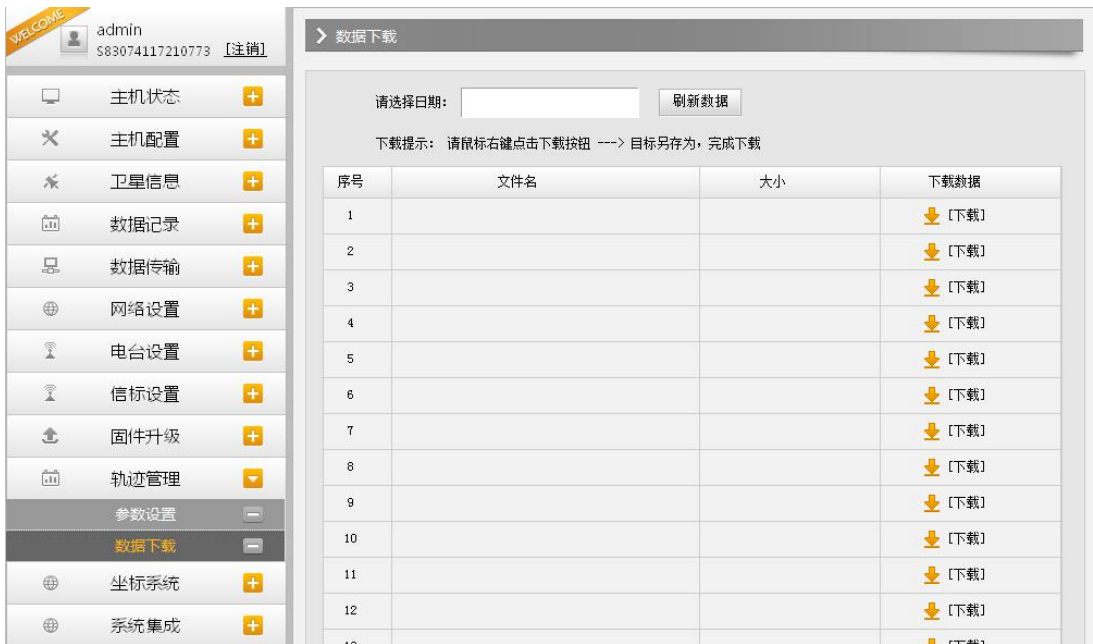 WELCOME
admin
S83074117210773 [注销]
主机状态
主机配置
卫星信息
数据记录
数据传输
网络设置
电台设置
信标设置
固件升级
轨迹管理
参数设置
数据下载
坐标系统
系统集成
数据下载
请选择日期: 刷新数据
下载提示: 请鼠标右键点击下载按钮 ---> 目标另存为,完成下载
序号 文件名 大小 下载数据
1 [下载]
2 [下载]
3 [下载]
4 [下载]
5 [下载]
6 [下载]
7 [下载]
8 [下载]
9 [下载]
10 [下载]
11 [下载]
12 [下载]